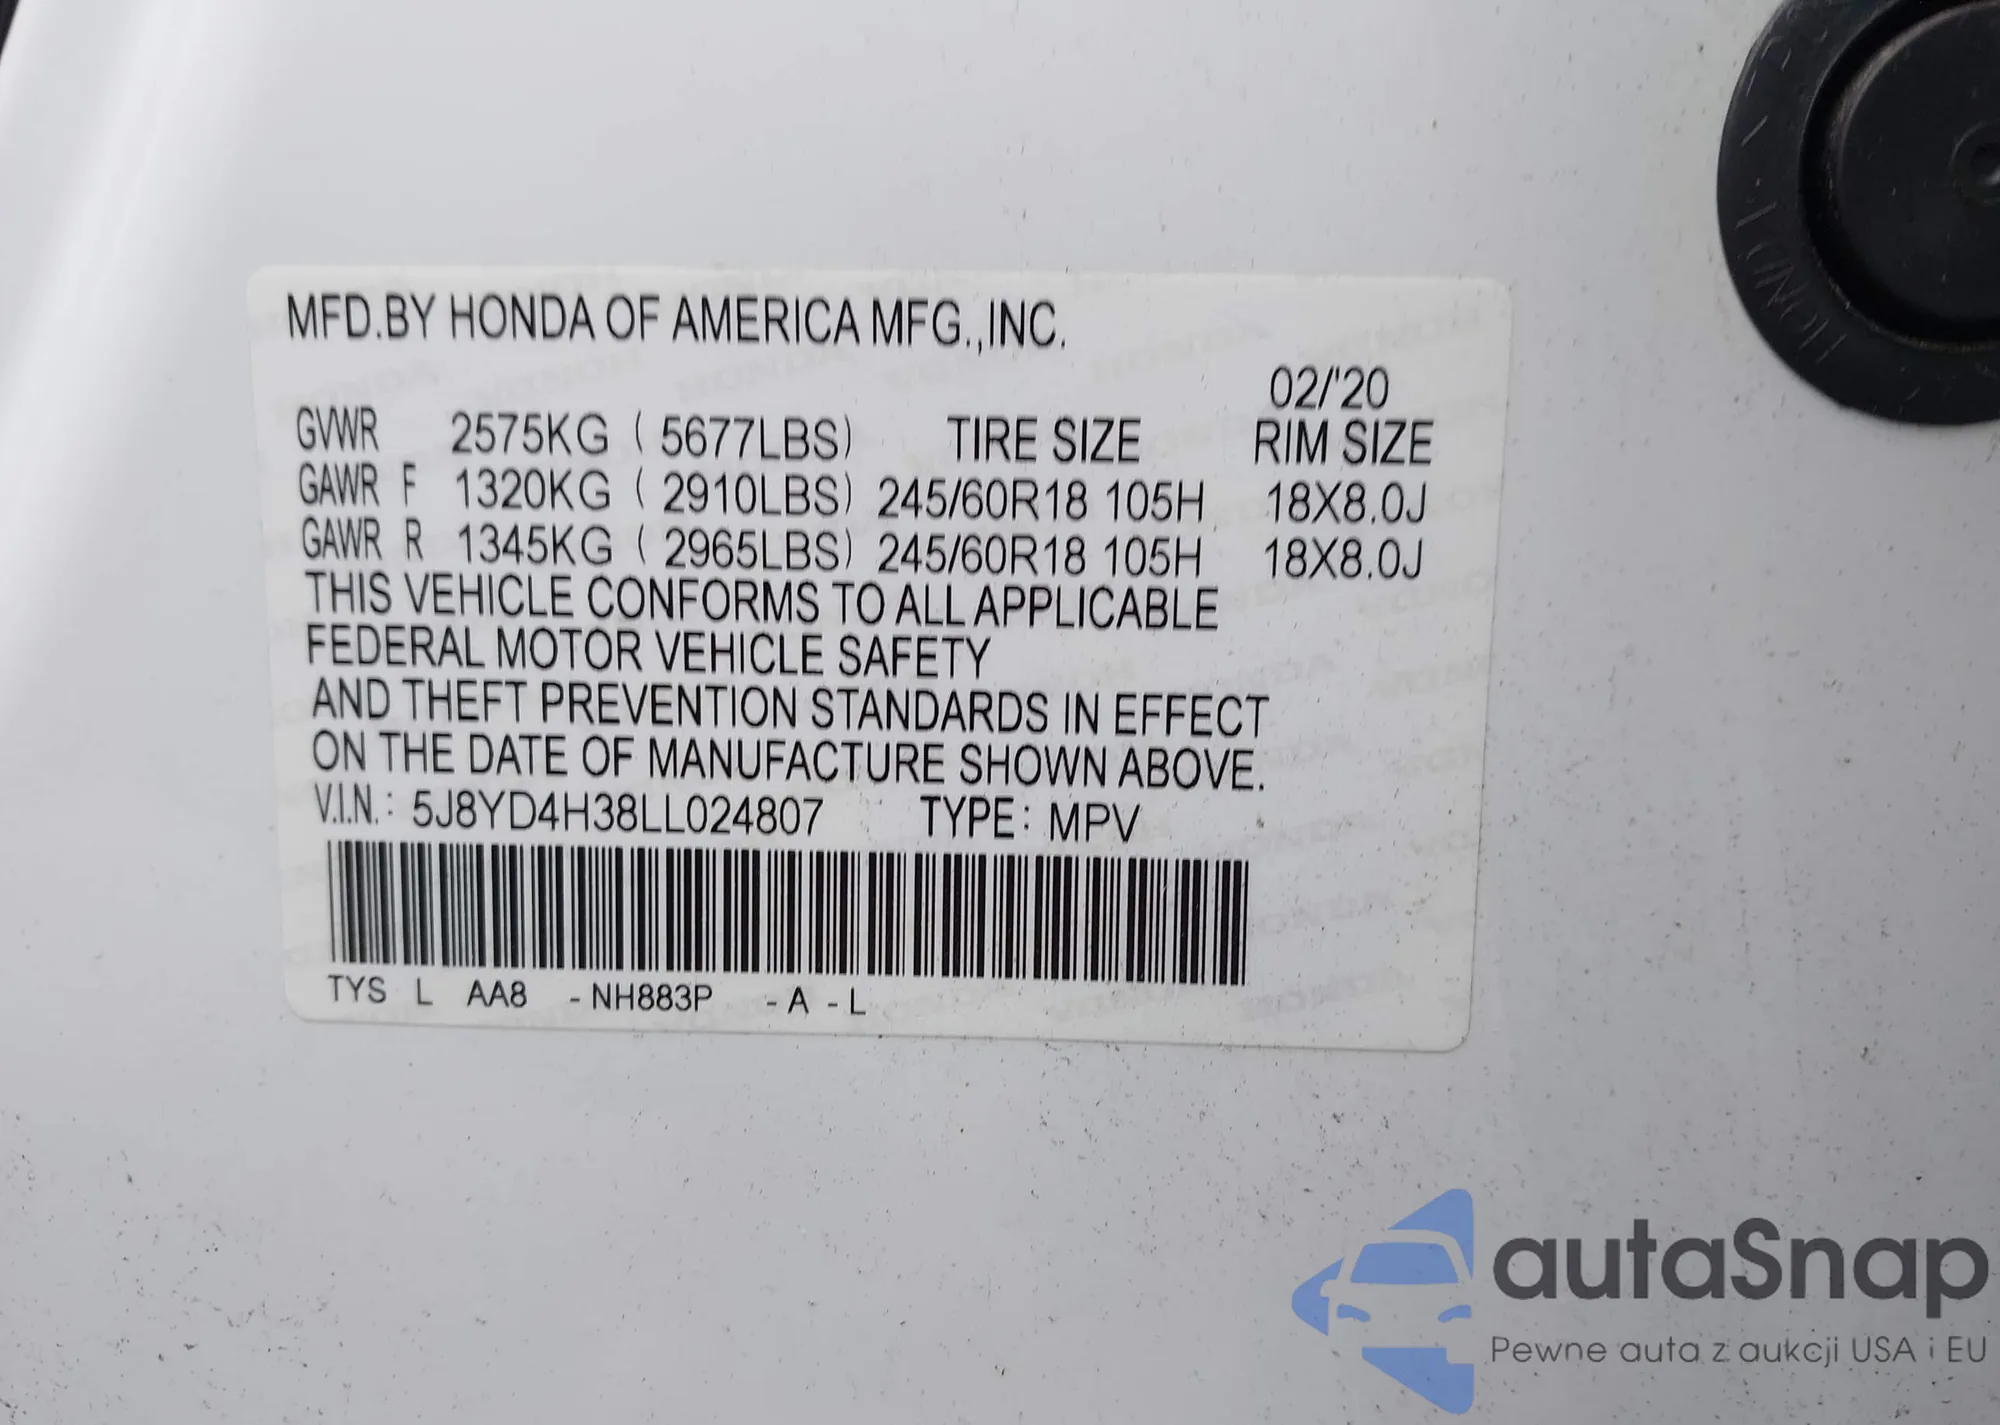 MFD.BY HONDA OF AMERICA MFG.,INC.
02/'20
GVWR 2575KG ( 5677LBS) TIRE SIZE RIM SIZE
GAWR F 1320KG ( 2910LBS) 245/60R18 105H 18X8.0J
GAWR R 1345KG ( 2965LBS) 245/60R18 105H 18X8.0J
THIS VEHICLE CONFORMS TO ALL APPLICABLE
FEDERAL MOTOR VEHICLE SAFETY
AND THEFT PREVENTION STANDARDS IN EFFECT
ON THE DATE OF MANUFACTURE SHOWN ABOVE.
V.I.N.: 5J8YD4H38LL024807 TYPE: MPV
TYS L AA8 -NH883P -A -L
autaSnap
Pewne auta z aukcji USA i EU